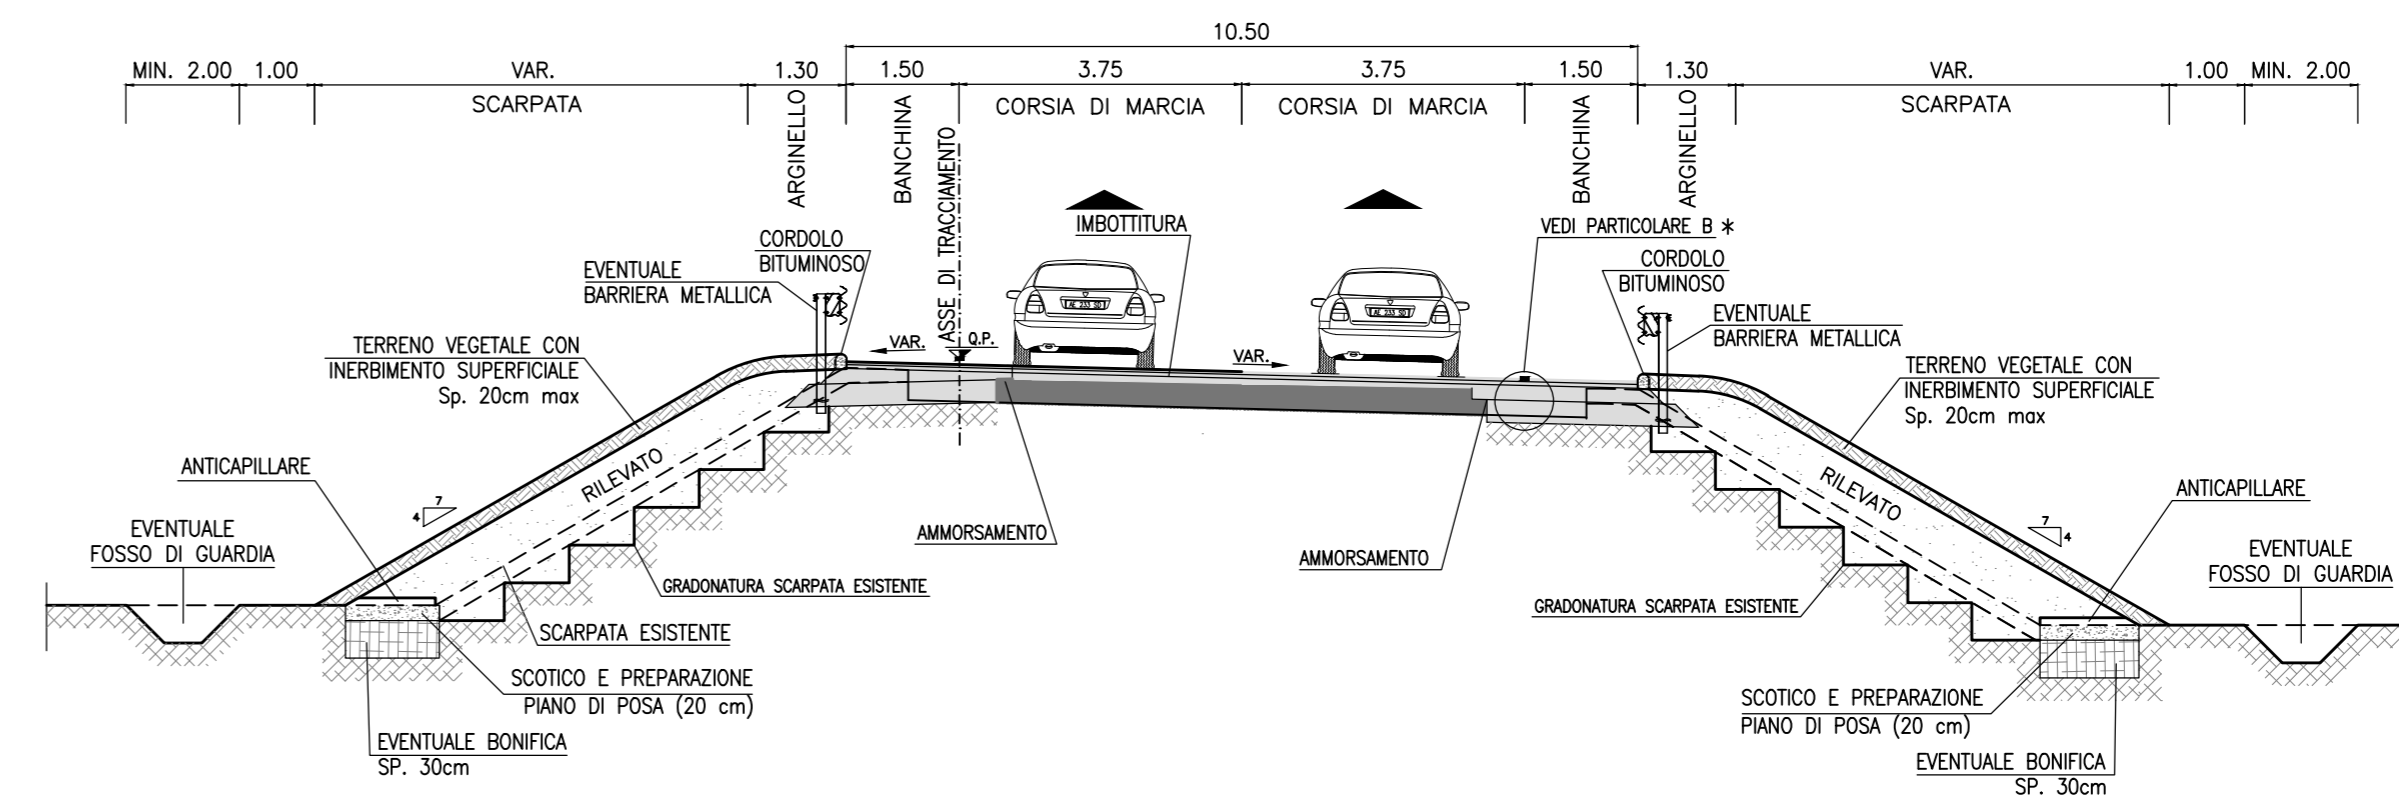 10.50
MIN. 2.00 1.00 VAR. 1.30 1.50 3.75 3.75 1.50 1.30 VAR. 1.00 MIN. 2.00
SCARPATA CORSIA DI MARCIA CORSIA DI MARCIA SCARPATA
ARGINELLO
BANCHINA
ASSE DI TRACCIAMENTO
BANCHINA
ARGINELLO
IMBOTTITURA
VEDI PARTICOLARE B *
CORDOLO
BITUMINOSO
CORDOLO
BITUMINOSO
EVENTUALE
BARRIERA METALLICA
EVENTUALE
BARRIERA METALLICA
AE 233 SD
AE 233 SD
VAR.
Q.P.
VAR.
TERRENO VEGETALE CON
INERBIMENTO SUPERFICIALE
Sp. 20cm max
TERRENO VEGETALE CON
INERBIMENTO SUPERFICIALE
Sp. 20cm max
ANTICAPILLARE
RILEVATO
RILEVATO
ANTICAPILLARE
7
4
7
4
EVENTUALE
FOSSO DI GUARDIA
AMMORSAMENTO
AMMORSAMENTO
EVENTUALE
FOSSO DI GUARDIA
GRADONATURA SCARPATA ESISTENTE
GRADONATURA SCARPATA ESISTENTE
SCARPATA ESISTENTE
SCOTICO E PREPARAZIONE
PIANO DI POSA (20 cm)
SCOTICO E PREPARAZIONE
PIANO DI POSA (20 cm)
EVENTUALE BONIFICA
SP. 30cm
EVENTUALE BONIFICA
SP. 30cm